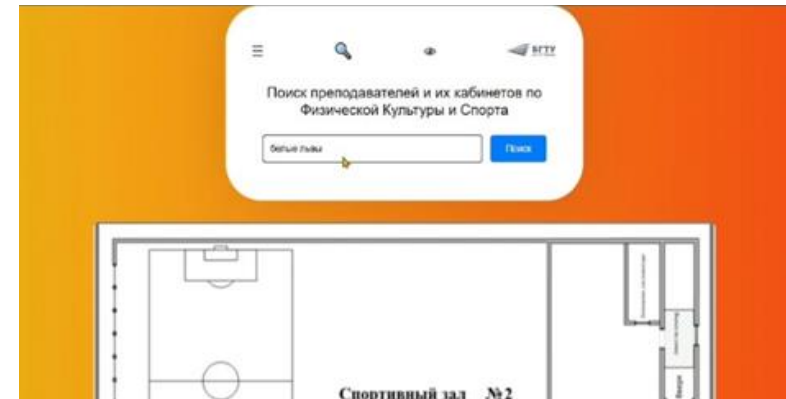 БГТУ
Поиск преподавателей и их кабинетов по
Физической Культуры и Спорта
белые львы
Поиск
Спортивный зал №2